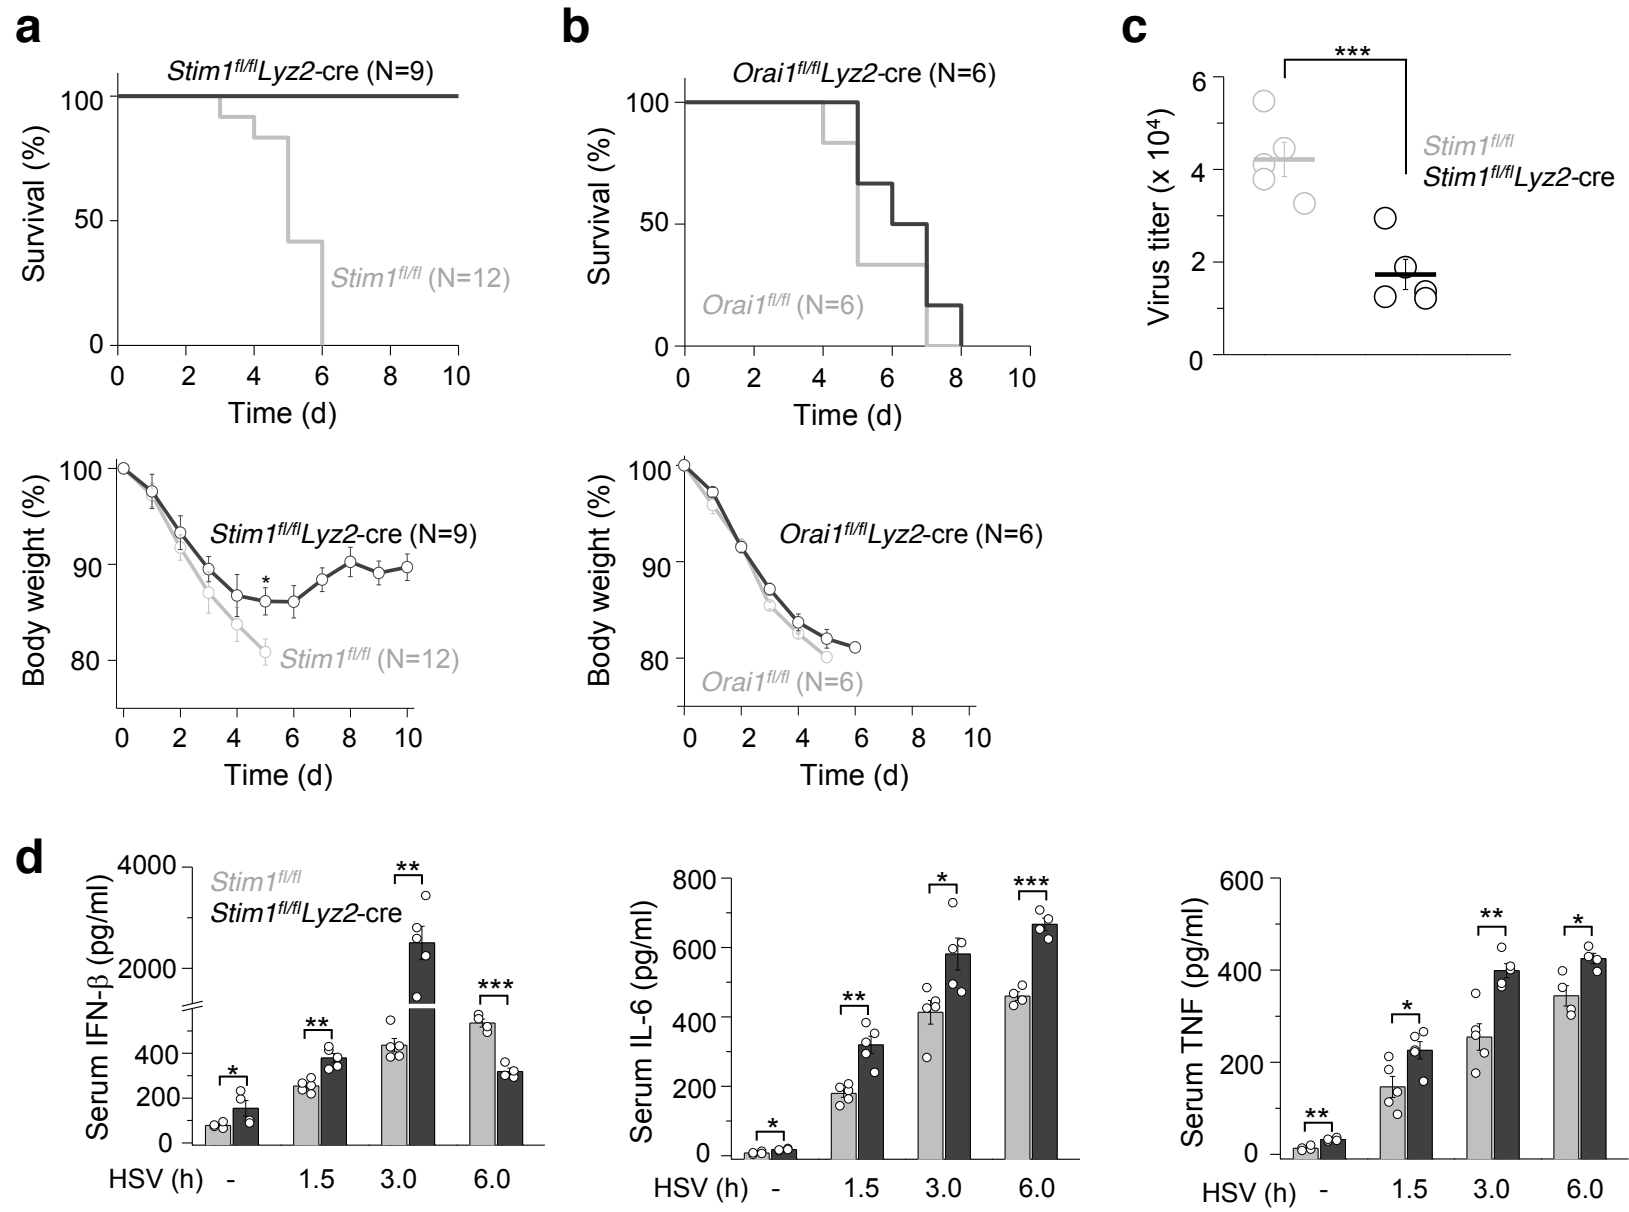 a
Stim1fl/flLyz2-cre (N=9)
Survival (%)
100
50
0
Stim1fl/fl (N=12)
0 2 4 6 8 10
Time (d)
Body weight (%)
100
90
80
Stim1fl/flLyz2-cre (N=9)
*
Stim1fl/fl (N=12)
0 2 4 6 8 10
Time (d)
b
Orai1fl/flLyz2-cre (N=6)
Survival (%)
100
50
0
Orai1fl/fl (N=6)
0 2 4 6 8 10
Time (d)
Body weight (%)
100
90
80
Orai1fl/flLyz2-cre (N=6)
Orai1fl/fl (N=6)
0 2 4 6 8 10
Time (d)
c
***
Virus titer (x 10⁴)
6
4
2
0
Stim1fl/fl
Stim1fl/flLyz2-cre
d
Serum IFN-β (pg/ml)
4000
2000
400
200
0
Stim1fl/fl
Stim1fl/flLyz2-cre
* ** ** ***
HSV (h) - 1.5 3.0 6.0
Serum IL-6 (pg/ml)
800
600
400
200
0
* ** * ***
HSV (h) - 1.5 3.0 6.0
Serum TNF (pg/ml)
600
400
200
0
** * ** *
HSV (h) - 1.5 3.0 6.0